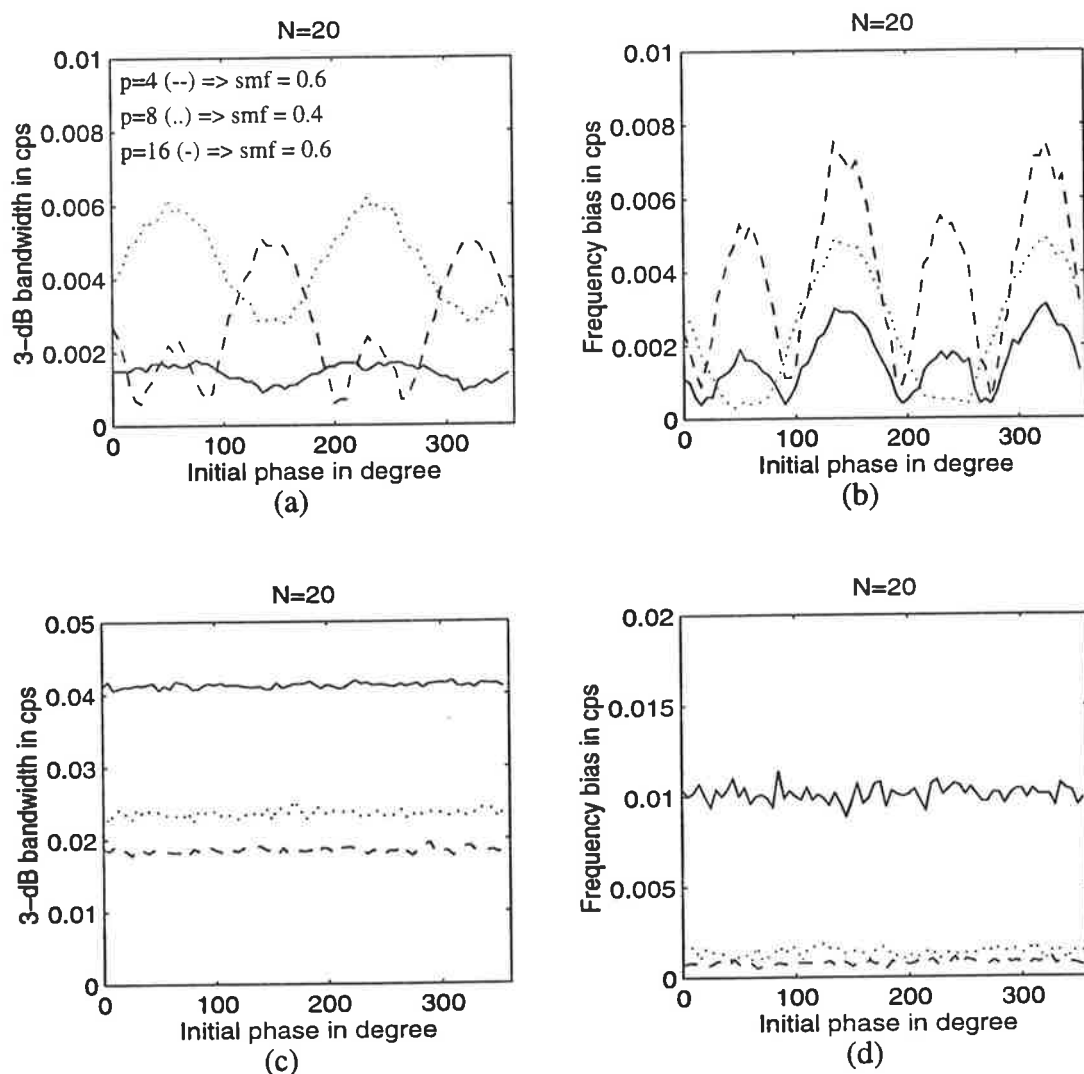 N=20
0.01
0.008
0.006
0.004
0.002
0
3-dB bandwidth in cps
p=4 (--) => smf = 0.6
p=8 (..) => smf = 0.4
p=16 (-) => smf = 0.6
0 100 200 300
Initial phase in degree
(a)
N=20
0.01
0.008
0.006
0.004
0.002
0
Frequency bias in cps
0 100 200 300
Initial phase in degree
(b)
N=20
0.05
0.04
0.03
0.02
0.01
0
3-dB bandwidth in cps
0 100 200 300
Initial phase in degree
(c)
N=20
0.02
0.015
0.01
0.005
0
Frequency bias in cps
0 100 200 300
Initial phase in degree
(d)